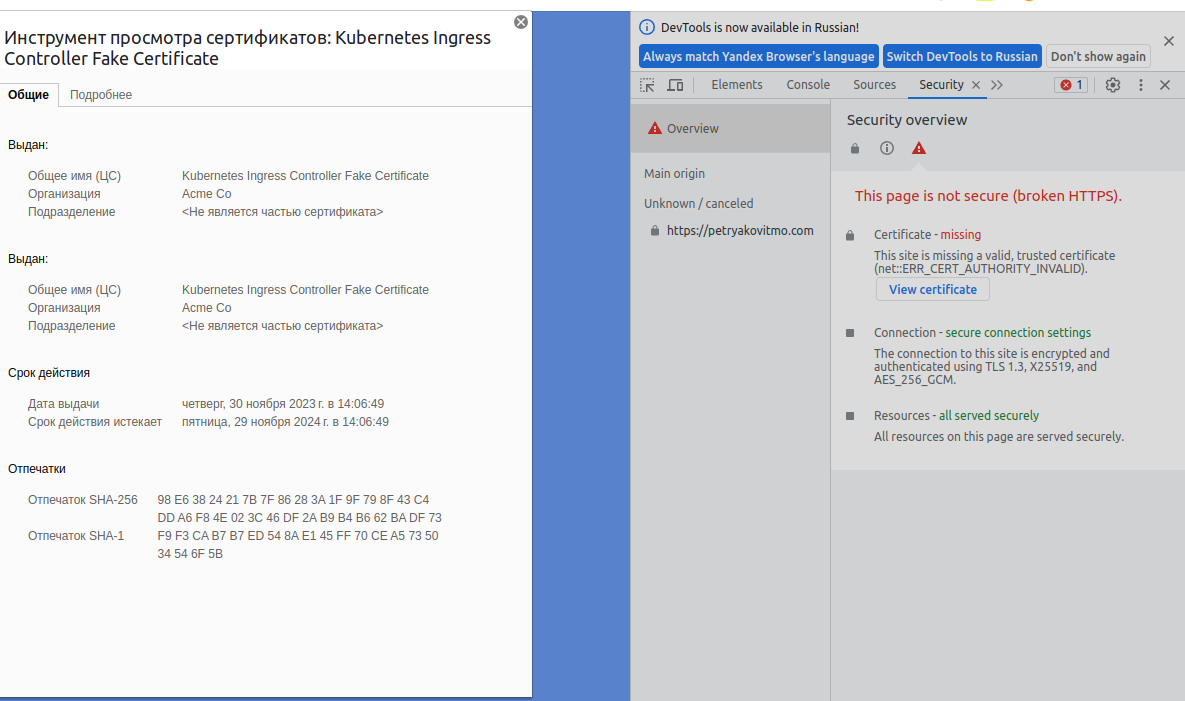 Инструмент просмотра сертификатов: Kubernetes Ingress
Controller Fake Certificate
Общие
Подробнее
Выдан:
Общее имя (ЦС) Kubernetes Ingress Controller Fake Certificate
Организация Acme Co
Подразделение <Не является частью сертификата>
Выдан:
Общее имя (ЦС) Kubernetes Ingress Controller Fake Certificate
Организация Acme Co
Подразделение <Не является частью сертификата>
Срок действия
Дата выдачи четверг, 30 ноября 2023 г. в 14:06:49
Срок действия истекает пятница, 29 ноября 2024 г. в 14:06:49
Отпечатки
Отпечаток SHA-256 98 E6 38 24 21 7B 7F 86 28 3A 1F 9F 79 8F 43 C4
DD A6 F8 4E 02 3C 46 DF 2A B9 B4 B6 62 BA DF 73
Отпечаток SHA-1 F9 F3 CA B7 B7 ED 54 8A E1 45 FF 70 CE A5 73 50
34 54 6F 5B
DevTools is now available in Russian!
Always match Yandex Browser's language
Switch DevTools to Russian
Don't show again
Elements
Console
Sources
Security
1
Overview
Main origin
Unknown / canceled
https://petryakovitmo.com
Security overview
This page is not secure (broken HTTPS).
Certificate - missing
This site is missing a valid, trusted certificate
(net::ERR_CERT_AUTHORITY_INVALID).
View certificate
Connection - secure connection settings
The connection to this site is encrypted and
authenticated using TLS 1.3, X25519, and
AES_256_GCM.
Resources - all served securely
All resources on this page are served securely.